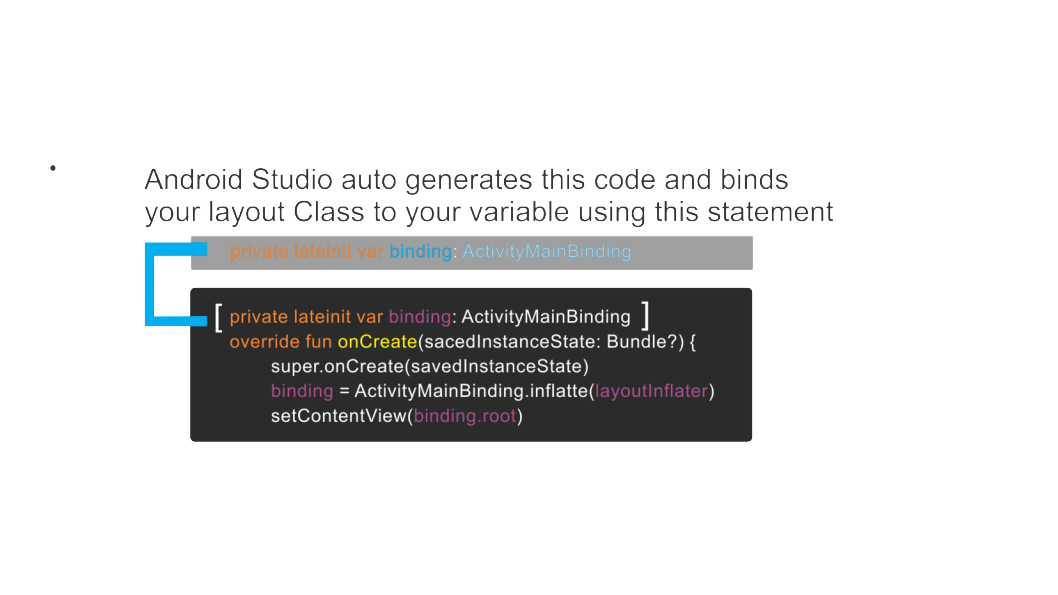 Android Studio auto generates this code and binds
your layout Class to your variable using this statement
private lateinit var binding: ActivityMainBinding
[ private lateinit var binding: ActivityMainBinding ]
override fun onCreate(sacedInstanceState: Bundle?) {
super.onCreate(savedInstanceState)
binding = ActivityMainBinding.inflatte(layoutInflater)
setContentView(binding.root)